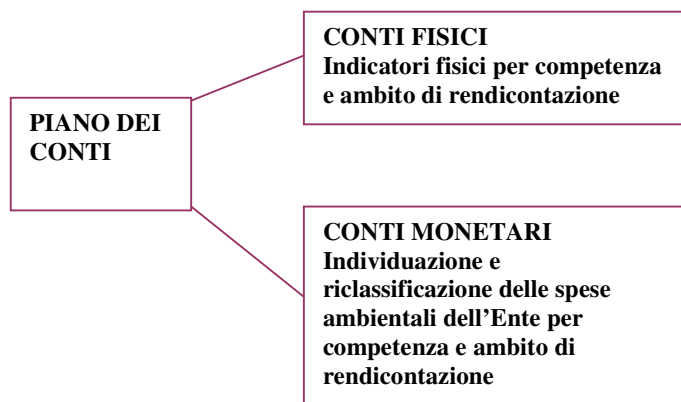 CONTI FISICI
Indicatori fisici per competenza
e ambito di rendicontazione
PIANO DEI
CONTI
CONTI MONETARI
Individuazione e
riclassificazione delle spese
ambientali dell'Ente per
competenza e ambito di
rendicontazione